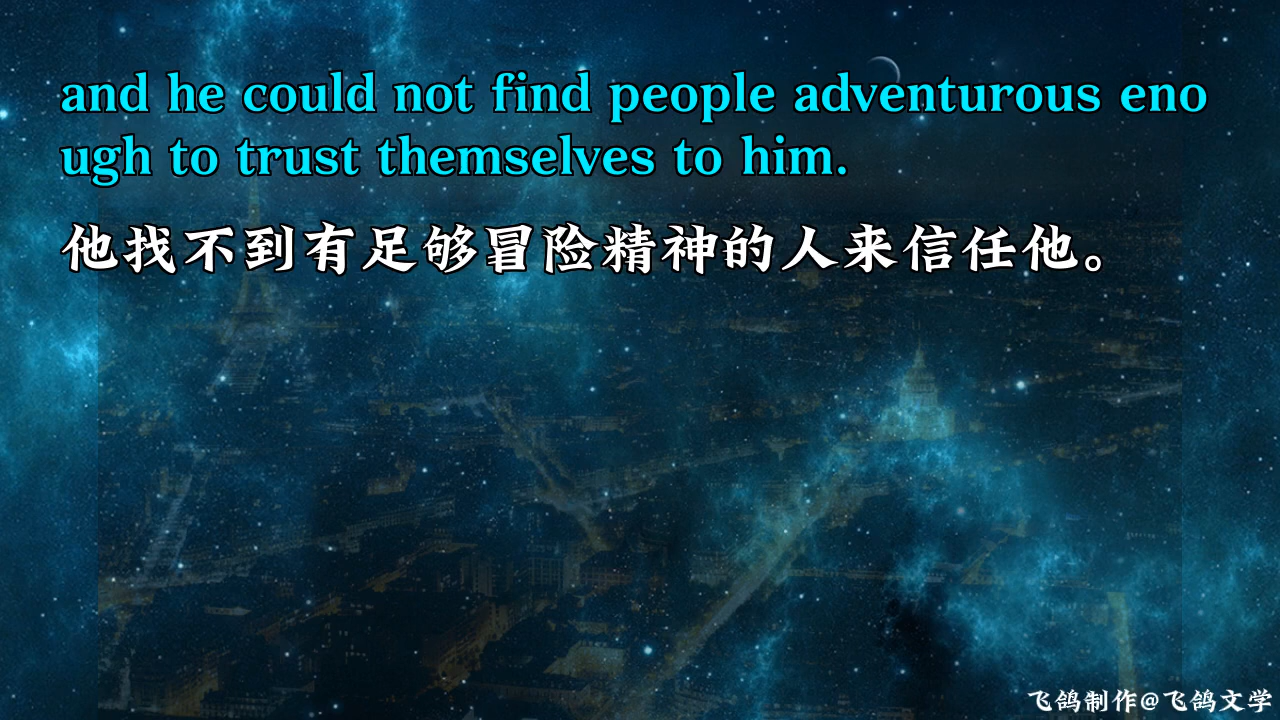 and he could not find people adventurous eno
ugh to trust themselves to him.
他找不到有足够冒险精神的人来信任他。
飞鸽制作@飞鸽文学